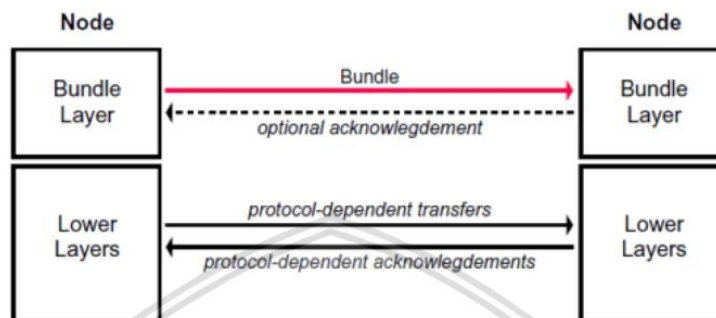 Node
Node
Bundle
Layer
Bundle
optional acknowlegdement
Bundle
Layer
Lower
Layers
protocol-dependent transfers
protocol-dependent acknowlegdements
Lower
Layers